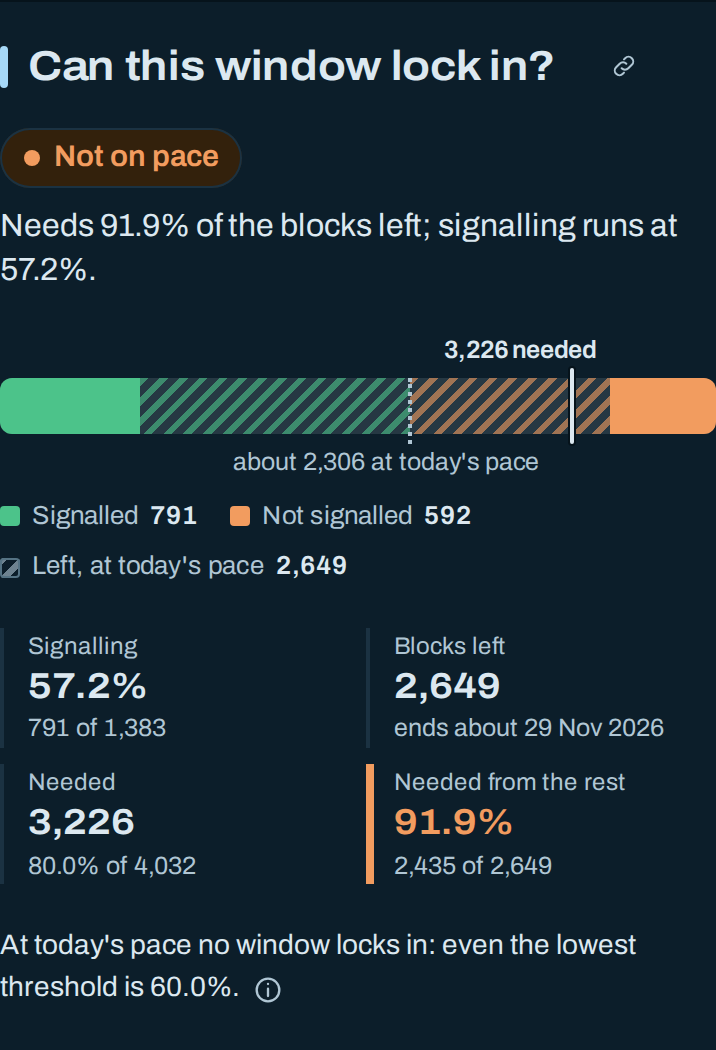 Can this window lock in?
Not on pace
Needs 91.9% of the blocks left; signalling runs at
57.2%.
3,226 needed
about 2,306 at today's pace
Signalled 791 Not signalled 592
Left, at today's pace 2,649
Signalling
57.2%
791 of 1,383
Blocks left
2,649
ends about 29 Nov 2026
Needed
3,226
80.0% of 4,032
Needed from the rest
91.9%
2,435 of 2,649
At today's pace no window locks in: even the lowest
threshold is 60.0%.